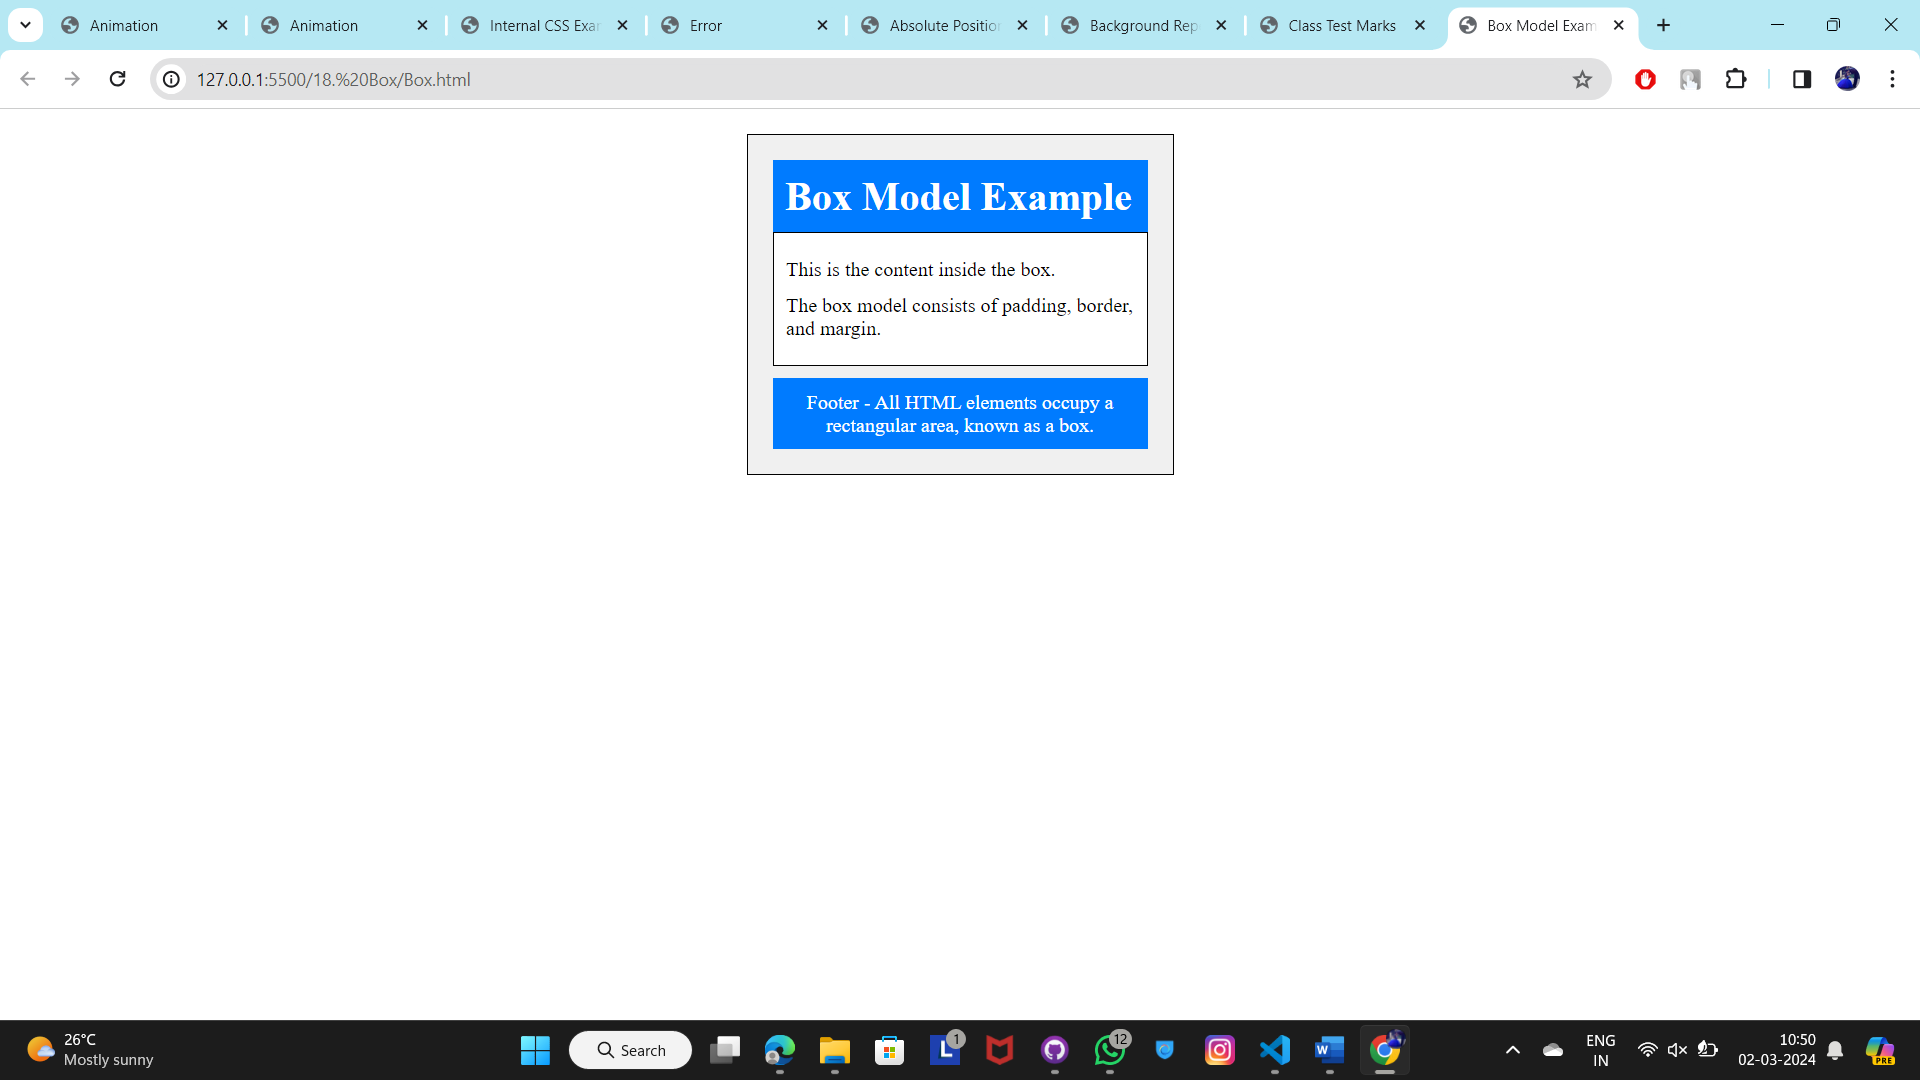 Animation
Animation
Internal CSS Exar
Error
Absolute Position
Background Rep
Class Test Marks
Box Model Exam
127.0.0.1:5500/18.%20Box/Box.html
Box Model Example
This is the content inside the box.
The box model consists of padding, border,
and margin.
Footer - All HTML elements occupy a
rectangular area, known as a box.
26°C
Mostly sunny
Search
L
1
12
W
PRE
ENG
IN
10:50
02-03-2024